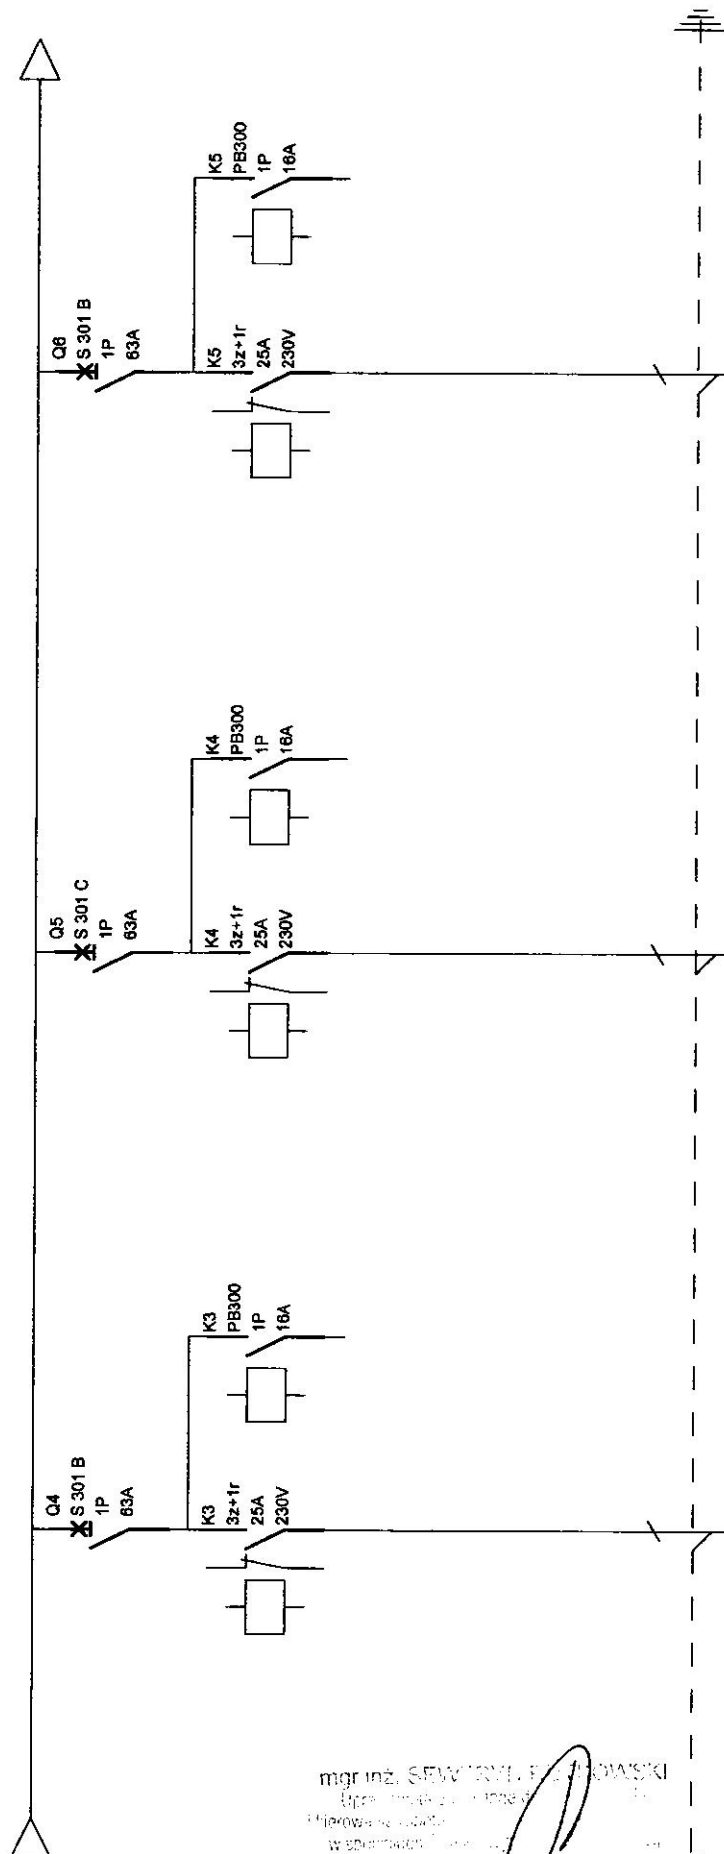 Q6
S 301 B
1P
63A
K5
3z+1r
25A
230V
K5
PB300
1P
16A
Q5
S 301 C
1P
63A
K4
3z+1r
25A
230V
K4
PB300
1P
16A
Q4
S 301 B
1P
63A
K3
3z+1r
25A
230V
K3
PB300
1P
16A
mgr inż.